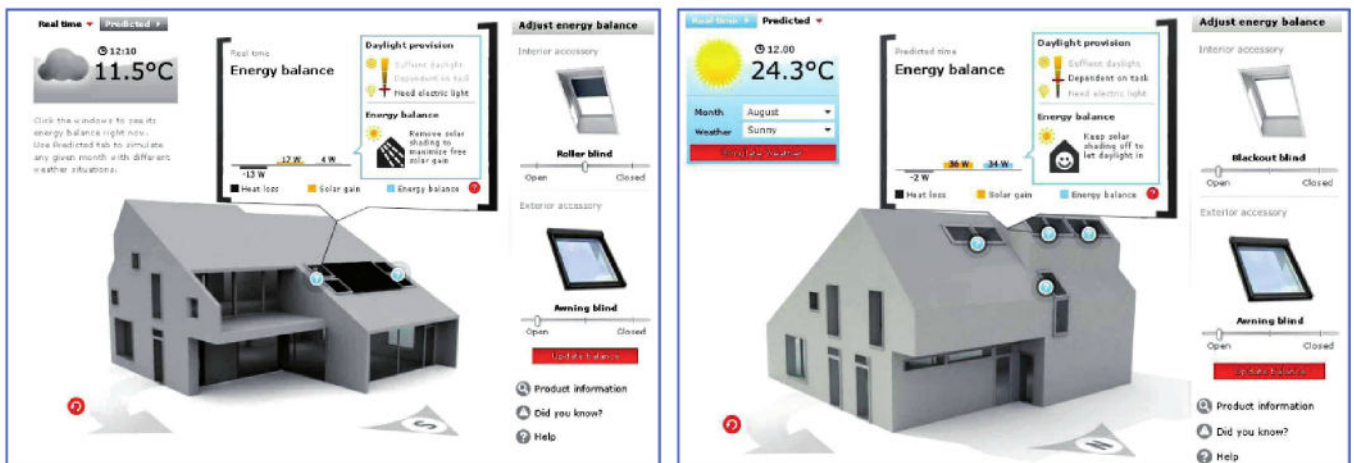 Real time Predicted
12:10
11.5°C
Click the windows to see its
energy balance right now.
Use Predicted tab to simulate
any given month with different
weather situations.
Real time
Energy balance
-13 W
17 W
4 W
Heat loss Solar gain Energy balance ?
Daylight provision
Sufficient daylight
Dependent on task
Need electric light
Energy balance
Remove solar
shading to
maximize free
solar gain
? ?
S
Adjust energy balance
Interior accessory
Roller blind
Open Closed
Exterior accessory
Awning blind
Open Closed
Update balance
Product information
Did you know?
? Help
Real time Predicted
12.00
24.3°C
Month August
Weather Sunny
Predicted time
Energy balance
-2 W
36 W
34 W
Heat loss Solar gain Energy balance ?
Daylight provision
Sufficient daylight
Dependent on task
Need electric light
Energy balance
Keep solar
shading off to
let daylight in
? ? ?
?
N
Adjust energy balance
Interior accessory
Blackout blind
Open Closed
Exterior accessory
Awning blind
Open Closed
Update balance
Product information
Did you know?
? Help